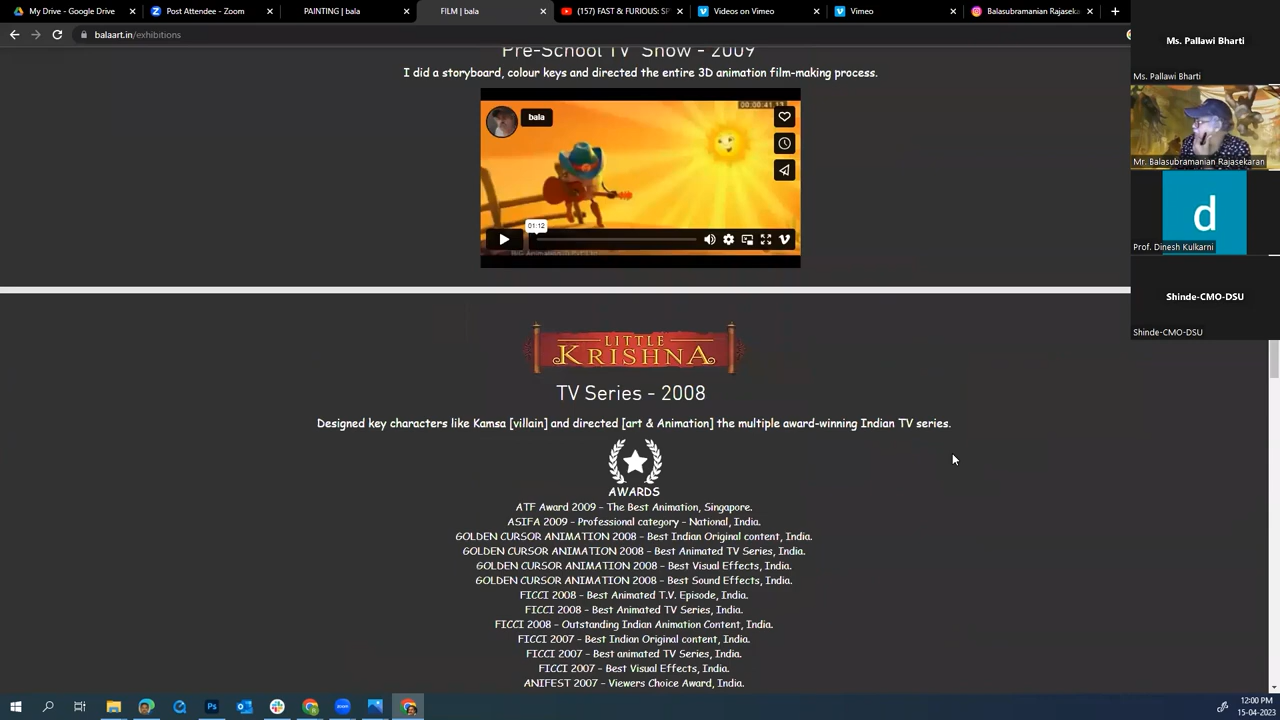 My Drive - Google Drive
Post Attendee - Zoom
PAINTING | bala
FILM | bala
(157) FAST & FURIOUS: SP
Videos on Vimeo
Vimeo
Balasubramanian Rajaseka
balaart.in/exhibitions
Ms. Pallawi Bharti
Ms. Pallawi Bharti
Mr. Balasubramanian Rajasekaran
d
Prof. Dinesh Kulkarni
Shinde-CMO-DSU
Shinde-CMO-DSU
Pre-School TV Show - 2009
I did a storyboard, colour keys and directed the entire 3D animation film-making process.
bala
01:12
LITTLE
KRISHNA
TV Series - 2008
Designed key characters like Kamsa [villain] and directed [art & Animation] the multiple award-winning Indian TV series.
AWARDS
ATF Award 2009 - The Best Animation, Singapore.
ASIFA 2009 - Professional category - National, India.
GOLDEN CURSOR ANIMATION 2008 - Best Indian Original content, India.
GOLDEN CURSOR ANIMATION 2008 - Best Animated TV Series, India.
GOLDEN CURSOR ANIMATION 2008 - Best Visual Effects, India.
GOLDEN CURSOR ANIMATION 2008 - Best Sound Effects, India.
FICCI 2008 - Best Animated T.V. Episode, India.
FICCI 2008 - Best Animated TV Series, India.
FICCI 2008 - Outstanding Indian Animation Content, India.
FICCI 2007 - Best Indian Original content, India.
FICCI 2007 - Best animated TV Series, India.
FICCI 2007 - Best Visual Effects, India.
ANIFEST 2007 - Viewers Choice Award, India.
12:00 PM
15-04-2023